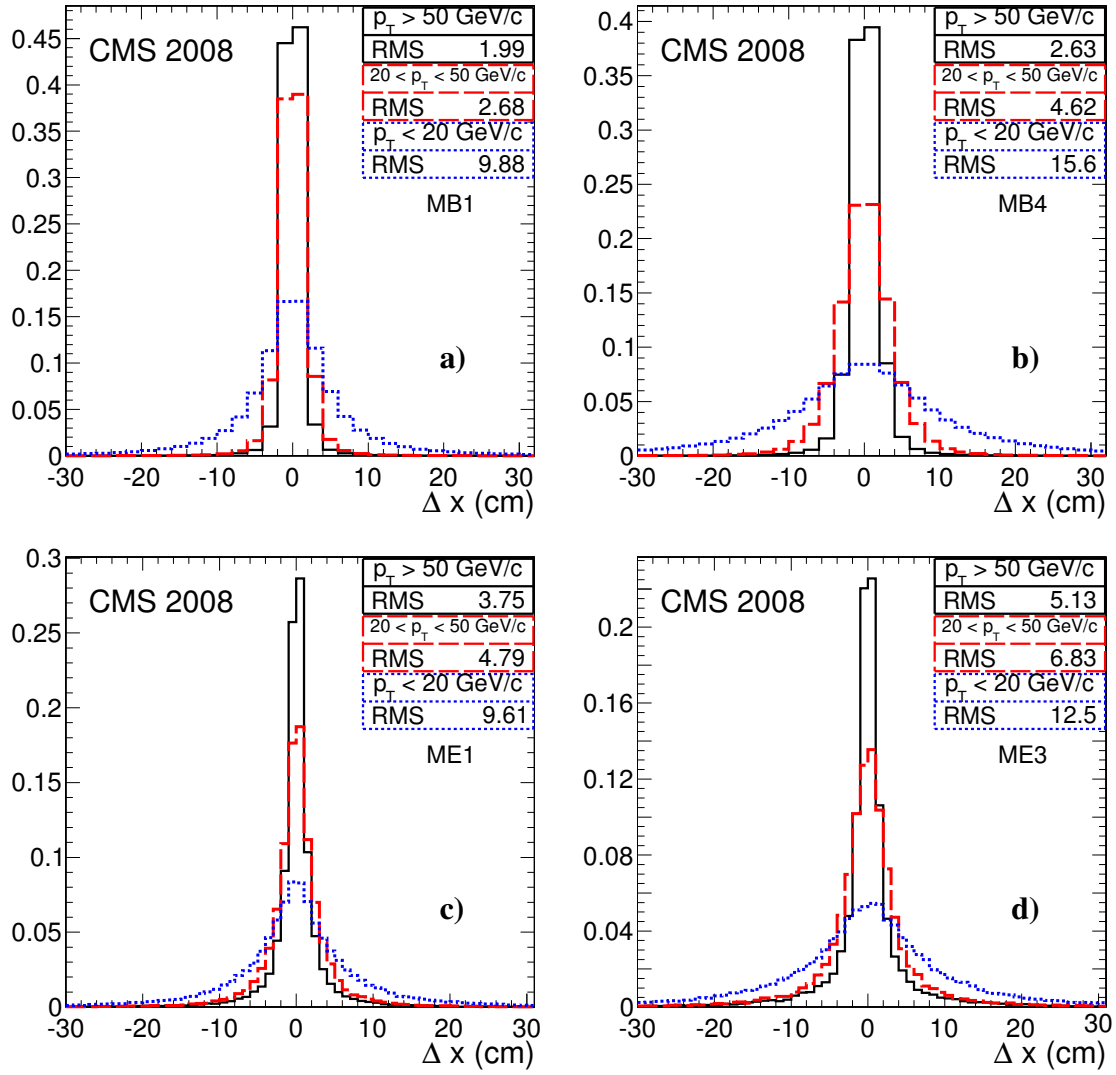 CMS 2008
p_T > 50 GeV/c
RMS 1.99
20 < p_T < 50 GeV/c
RMS 2.68
p_T < 20 GeV/c
RMS 9.88
MB1
a)
0.45
0.4
0.35
0.3
0.25
0.2
0.15
0.1
0.05
0
-30 -20 -10 0 10 20 30
Δ x (cm)
CMS 2008
p_T > 50 GeV/c
RMS 2.63
20 < p_T < 50 GeV/c
RMS 4.62
p_T < 20 GeV/c
RMS 15.6
MB4
b)
0.4
0.35
0.3
0.25
0.2
0.15
0.1
0.05
0
-30 -20 -10 0 10 20 30
Δ x (cm)
CMS 2008
p_T > 50 GeV/c
RMS 3.75
20 < p_T < 50 GeV/c
RMS 4.79
p_T < 20 GeV/c
RMS 9.61
ME1
c)
0.3
0.25
0.2
0.15
0.1
0.05
0
-30 -20 -10 0 10 20 30
Δ x (cm)
CMS 2008
p_T > 50 GeV/c
RMS 5.13
20 < p_T < 50 GeV/c
RMS 6.83
p_T < 20 GeV/c
RMS 12.5
ME3
d)
0.2
0.16
0.12
0.08
0.04
0
-30 -20 -10 0 10 20 30
Δ x (cm)